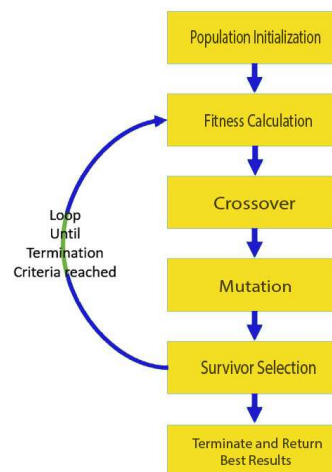 Population Initialization
Fitness Calculation
Crossover
Mutation
Survivor Selection
Terminate and Return
Best Results
Loop
Until
Termination
Criteria reached